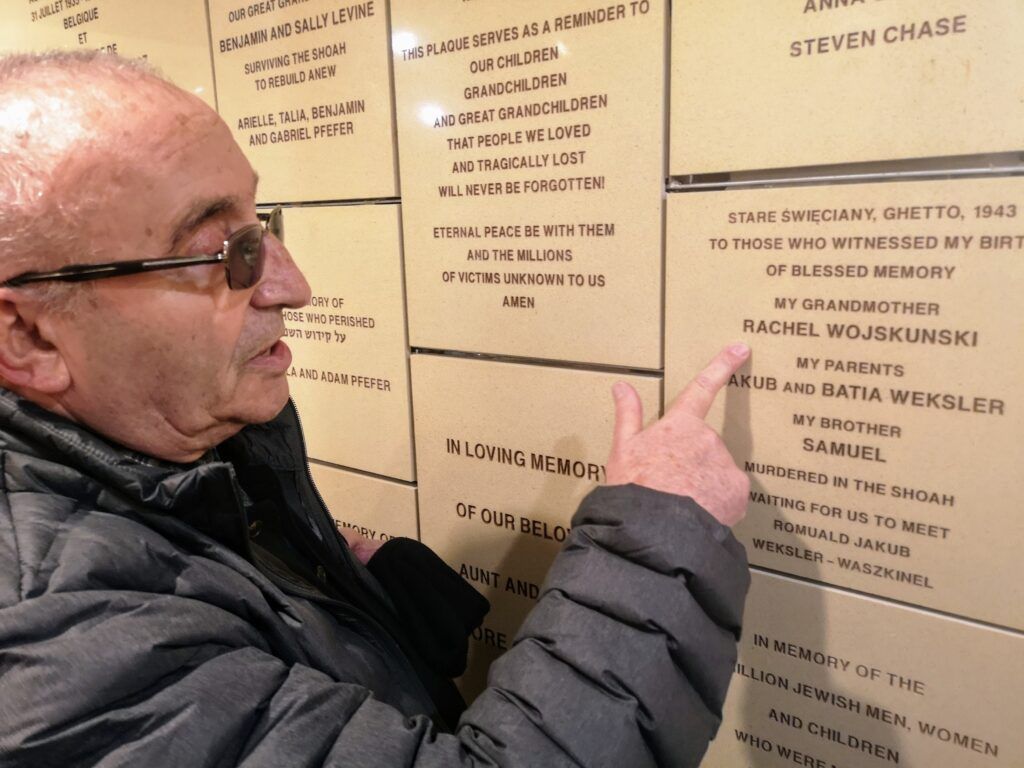 31 JUILLET
BELGIQUE
ET
DE
OUR GREAT
BENJAMIN AND SALLY LEVINE
SURVIVING THE SHOAH
TO REBUILD ANEW
ARIELLE, TALIA, BENJAMIN
AND GABRIEL PFEFER
OF
THOSE WHO PERISHED
על קידוש
AND ADAM PFEFER
THIS PLAQUE SERVES AS A REMINDER TO
OUR CHILDREN
GRANDCHILDREN
AND GREAT GRANDCHILDREN
THAT PEOPLE WE LOVED
AND TRAGICALLY LOST
WILL NEVER BE FORGOTTEN!
ETERNAL PEACE BE WITH THEM
AND THE MILLIONS
OF VICTIMS UNKNOWN TO US
AMEN
IN LOVING MEMORY
OF OUR
AUNT AND
STEVEN CHASE
STARE ŚWIĘCIANY, GHETTO, 1943
TO THOSE WHO WITNESSED MY BIRT
OF BLESSED MEMORY
MY GRANDMOTHER
RACHEL WOJSKUNSKI
MY PARENTS
AKUB AND BATIA WEKSLER
MY BROTHER
SAMUEL
MURDERED IN THE SHOAH
WAITING FOR US TO MEET
ROMUALD JAKUB
WEKSLER – WASZKINEL
IN MEMORY OF THE
ILLION JEWISH MEN, WOMEN
AND CHILDREN
WHO WERE